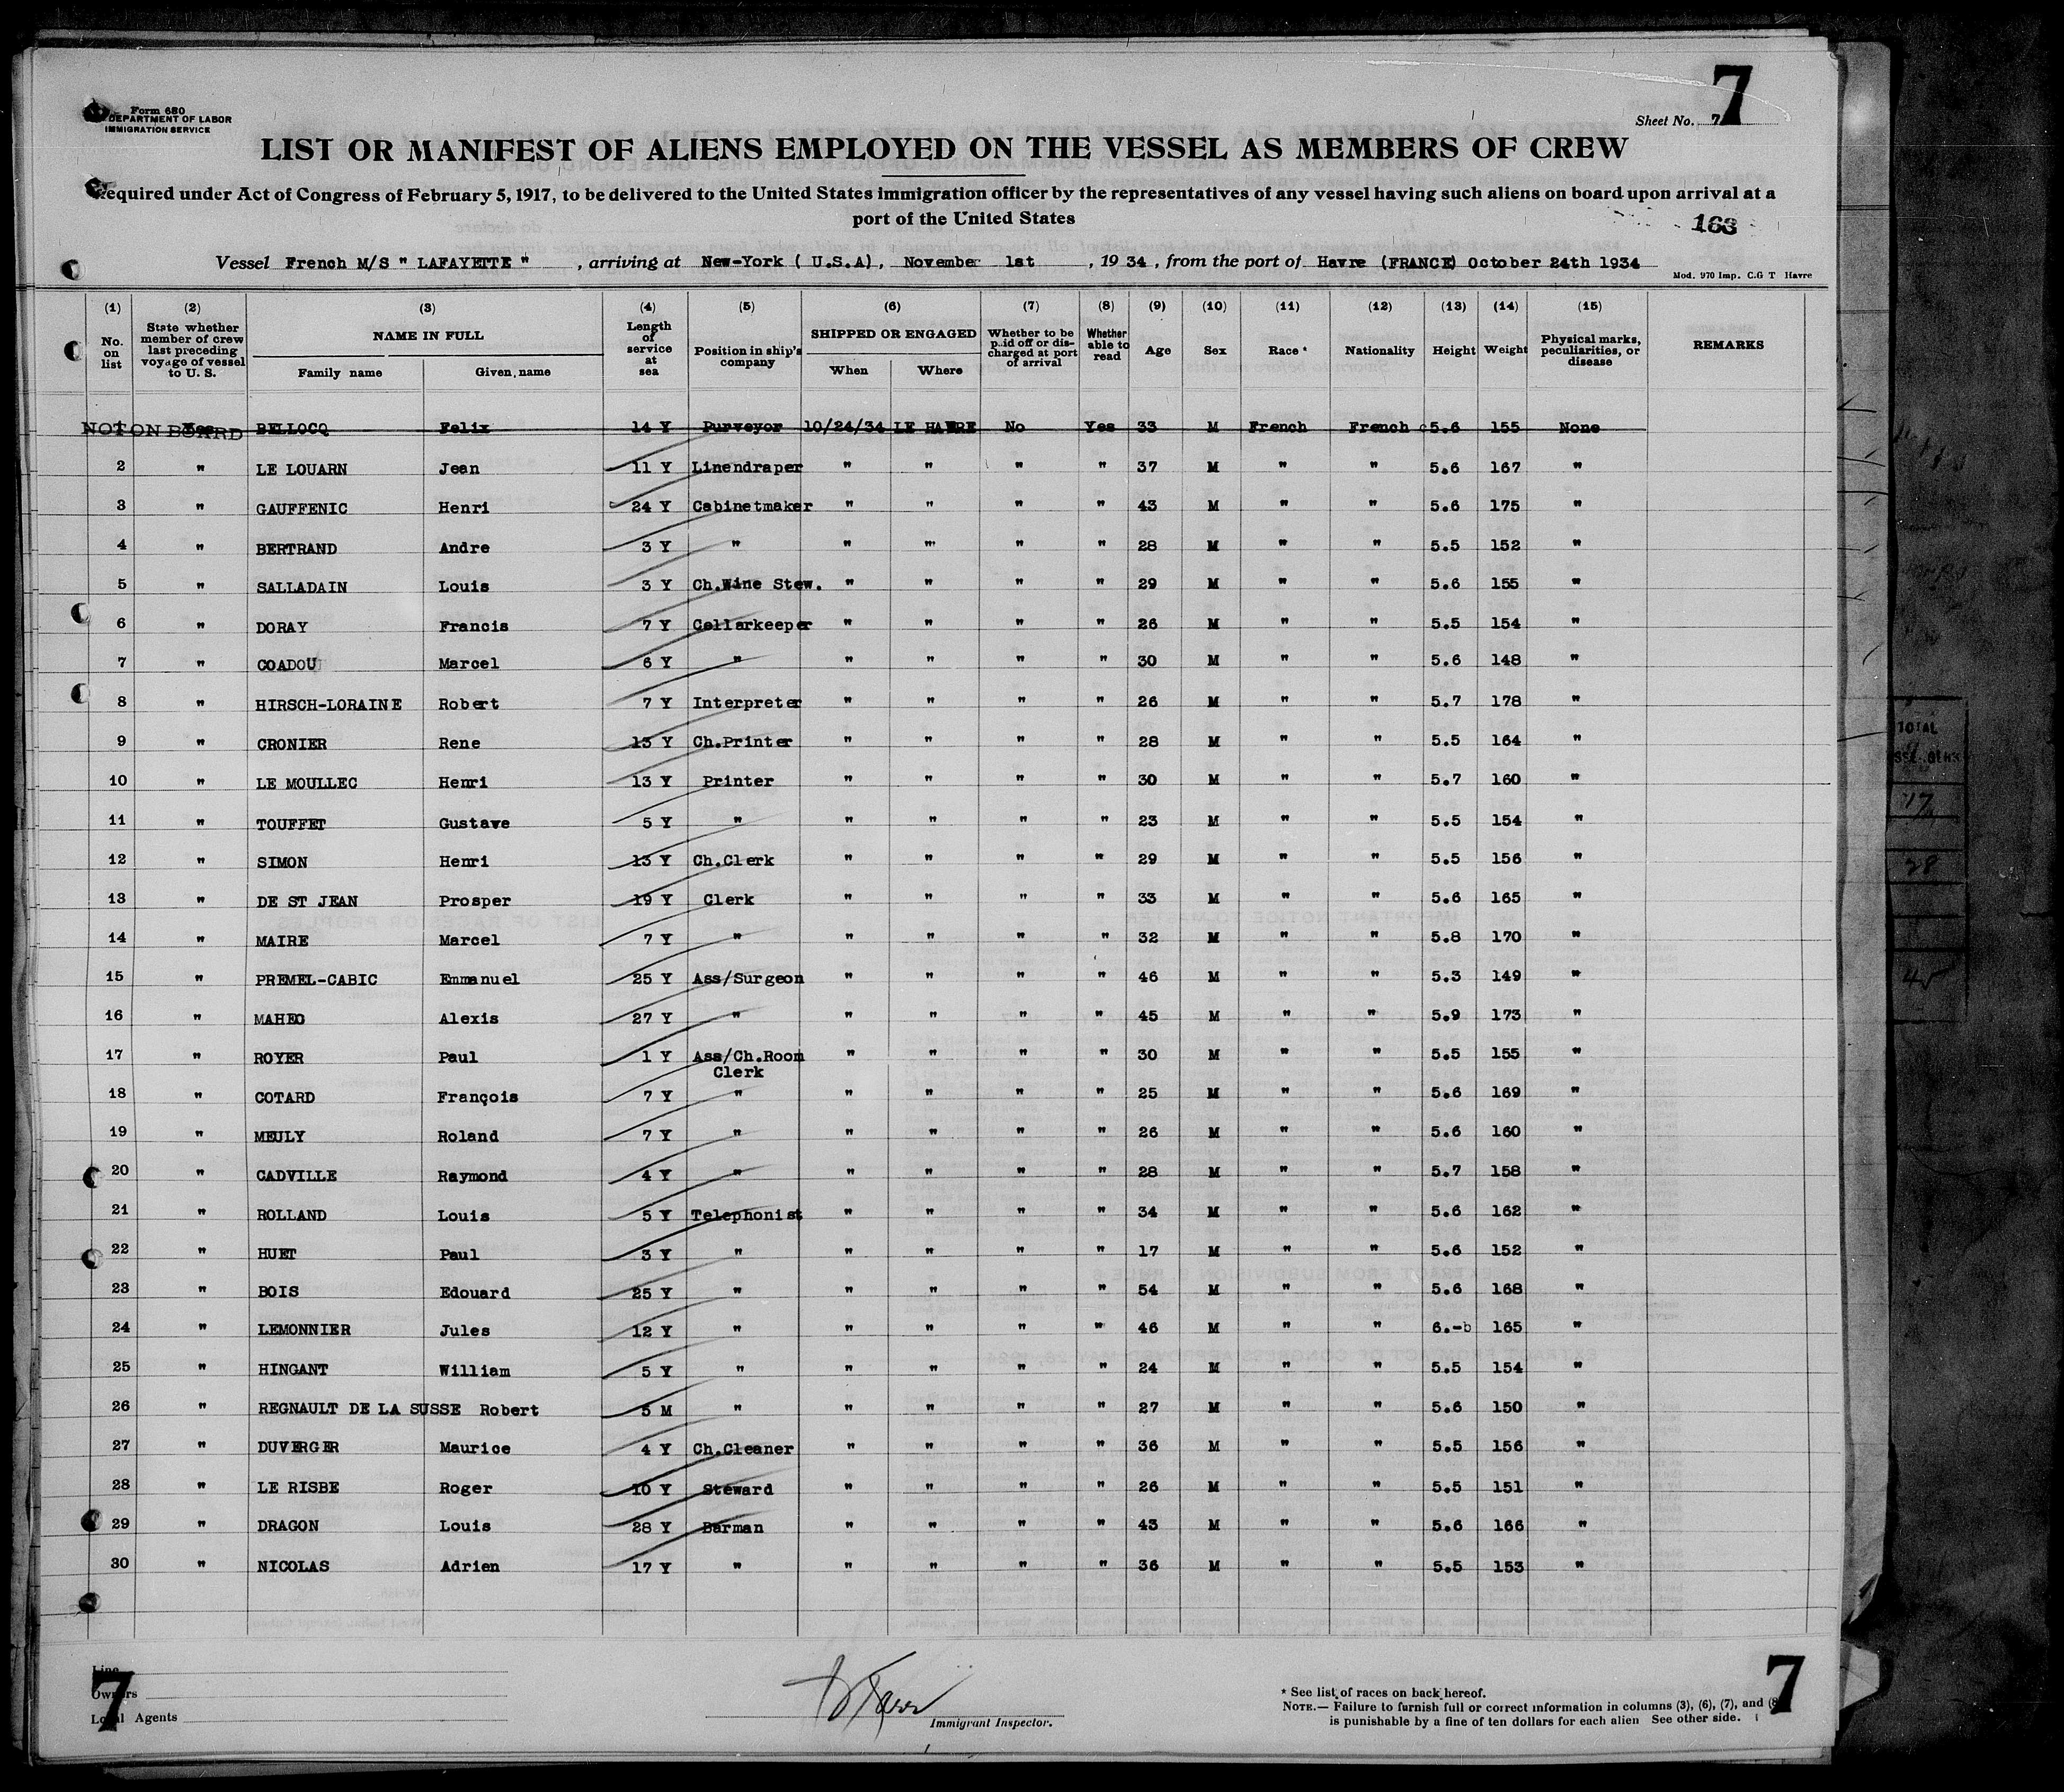 Form 680
DEPARTMENT OF LABOR
IMMIGRATION SERVICE
7
Sheet No. 7
LIST OR MANIFEST OF ALIENS EMPLOYED ON THE VESSEL AS MEMBERS OF CREW
Required under Act of Congress of February 5, 1917, to be delivered to the United States immigration officer by the representatives of any vessel having such aliens on board upon arrival at a
port of the United States
168
Vessel French M/S " LAFAYETTE " , arriving at New-York ( U.S.A), November 1st , 19 34 , from the port of Havre (FRANCE) October 24th 1934
Mod. 970 Imp. C.G T Havre
(1) (2) (3) (4) (5) (6) (7) (8) (9) (10) (11) (12) (13) (14) (15)
No. on list State whether member of crew last preceding voyage of vessel to U. S. NAME IN FULL Family name Given name Length of service at sea Position in ship's company SHIPPED OR ENGAGED When Where Whether to be paid off or discharged at port of arrival Whether able to read Age Sex Race * Nationality Height Weight Physical marks, peculiarities, or disease REMARKS
NOT ON BOARD 1 Yes BELLOCQ Felix 14 Y Purveyor 10/24/34 LE HAVRE No Yes 33 M French French 5.6 155 None
2 " LE LOUARN Jean 11 Y Linendraper " " " " 37 M " " 5.6 167 "
3 " GAUFFENIC Henri 24 Y Cabinetmaker " " " " 43 M " " 5.6 175 "
4 " BERTRAND Andre 3 Y " " " " " 28 M " " 5.5 152 "
5 " SALLADAIN Louis 3 Y Ch.Wine Stew. " " " " 29 M " " 5.6 155 "
6 " DORAY Francis 7 Y Cellarkeeper " " " " 26 M " " 5.5 154 "
7 " COADOU Marcel 6 Y " " " " " 30 M " " 5.6 148 "
8 " HIRSCH-LORAINE Robert 7 Y Interpreter " " " " 26 M " " 5.7 178 "
9 " CRONIER Rene 13 Y Ch.Printer " " " " 28 M " " 5.5 164 "
10 " LE MOULLEC Henri 13 Y Printer " " " " 30 M " " 5.7 160 "
11 " TOUFFET Gustave 5 Y " " " " " 23 M " " 5.5 154 "
12 " SIMON Henri 13 Y Ch.Clerk " " " " 29 M " " 5.5 156 "
13 " DE ST JEAN Prosper 19 Y Clerk " " " " 33 M " " 5.6 165 "
14 " MAIRE Marcel 7 Y " " " " " 32 M " " 5.8 170 "
15 " PREMEL-CABIC Emmanuel 25 Y Ass/Surgeon " " " " 46 M " " 5.3 149 "
16 " MAHEO Alexis 27 Y " " " " " 45 M " " 5.9 173 "
17 " ROYER Paul 1 Y Ass/Ch.Room Clerk " " " " 30 M " " 5.5 155 "
18 " COTARD François 7 Y " " " " " 25 M " " 5.6 169 "
19 " MEULY Roland 7 Y " " " " " 26 M " " 5.6 160 "
20 " CADVILLE Raymond 4 Y " " " " " 28 M " " 5.7 158 "
21 " ROLLAND Louis 5 Y Telephonist " " " " 34 M " " 5.6 162 "
22 " HUET Paul 3 Y " " " " " 17 M " " 5.6 152 "
23 " BOIS Edouard 25 Y " " " " " 54 M " " 5.6 168 "
24 " LEMONNIER Jules 12 Y " " " " " 46 M " " 6.-b 165 "
25 " HINGANT William 5 Y " " " " " 24 M " " 5.5 154 "
26 " REGNAULT DE LA SUSSE Robert 5 M " " " " " 27 M " " 5.6 150 "
27 " DUVERGER Maurice 4 Y Ch.Cleaner " " " " 36 M " " 5.5 156 "
28 " LE RISBE Roger 10 Y Steward " " " " 26 M " " 5.5 151 "
29 " DRAGON Louis 28 Y Barman " " " " 43 M " " 5.6 166 "
30 " NICOLAS Adrien 17 Y " " " " " 36 M " " 5.5 153 "
TOTAL
17
28
45
Line
Owners
Local Agents
7
Immigrant Inspector.
* See list of races on back hereof.
NOTE.— Failure to furnish full or correct information in columns (3), (6), (7), and (8)
is punishable by a fine of ten dollars for each alien See other side.
7